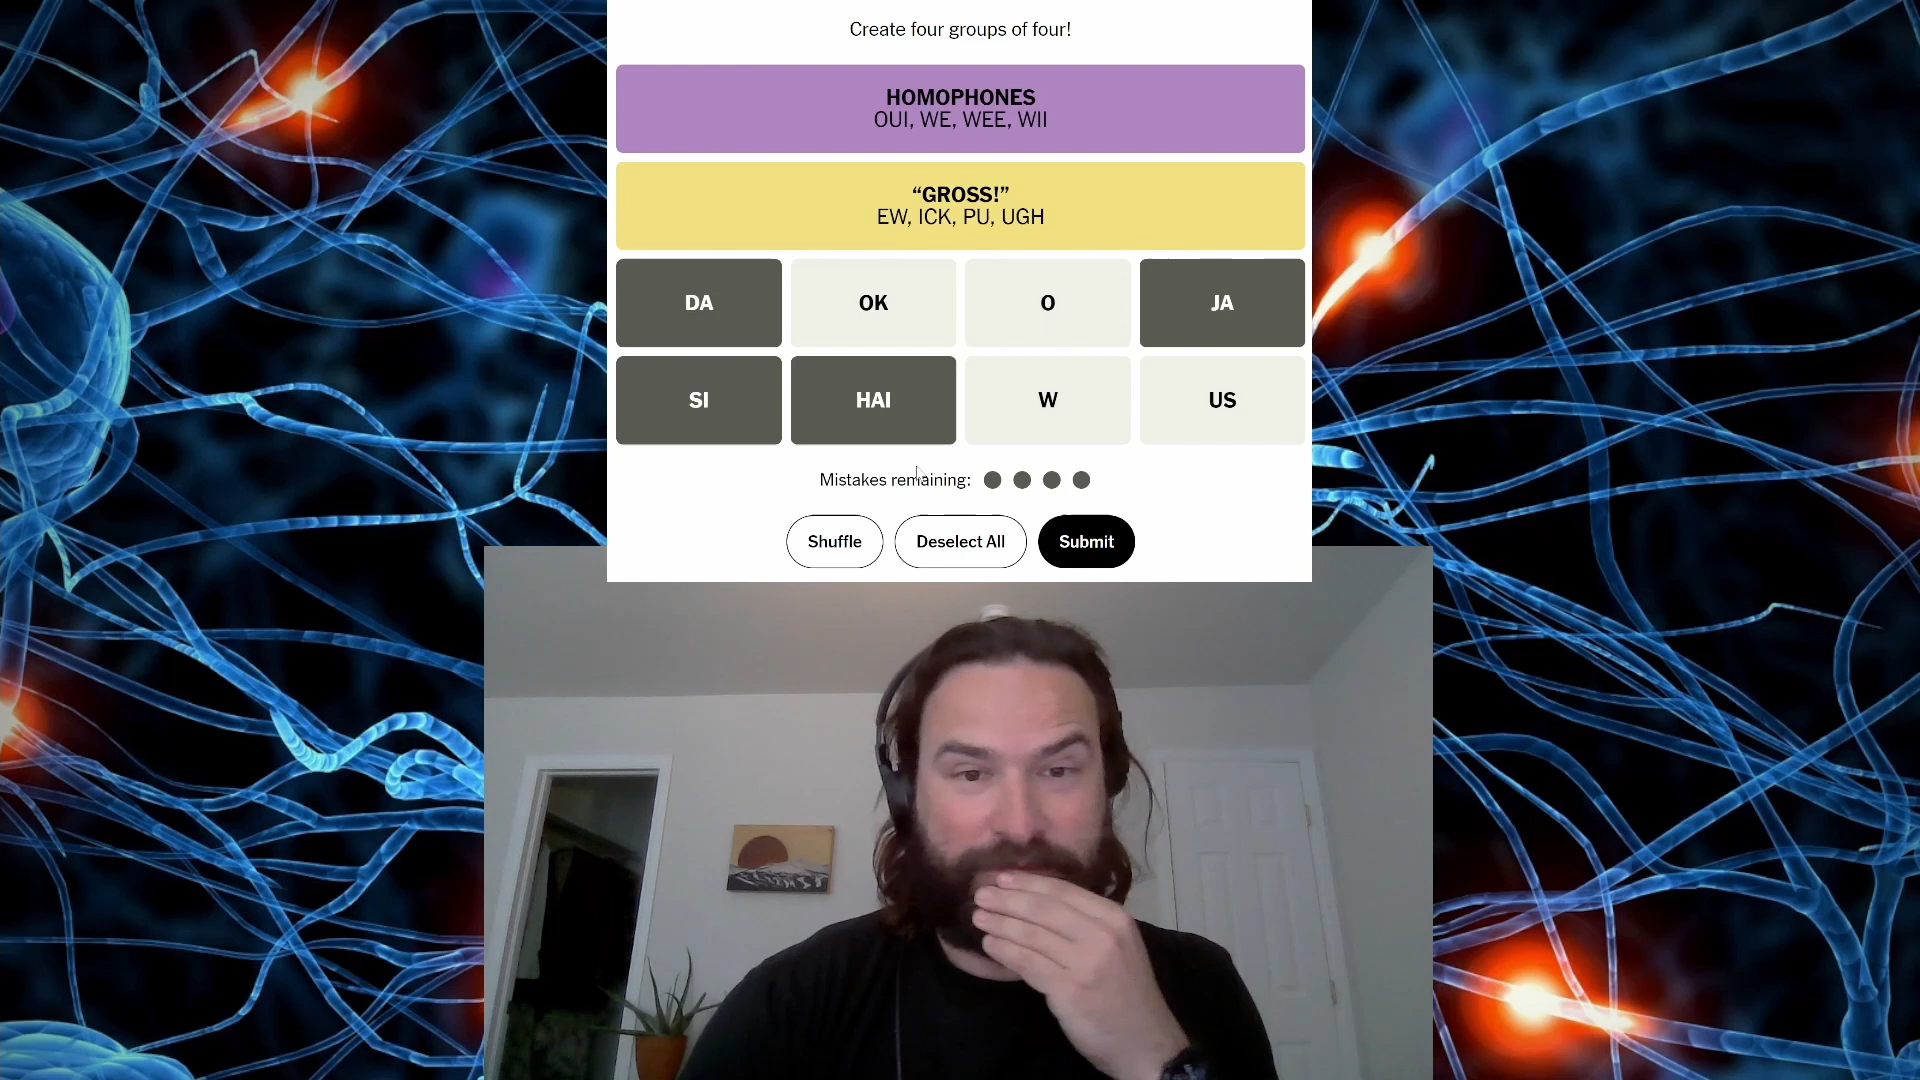 Create four groups of four!
HOMOPHONES
OUI, WE, WEE, WII
“GROSS!”
EW, ICK, PU, UGH
DA OK O JA
SI HAI W US
Mistakes remaining:
Shuffle Deselect All Submit